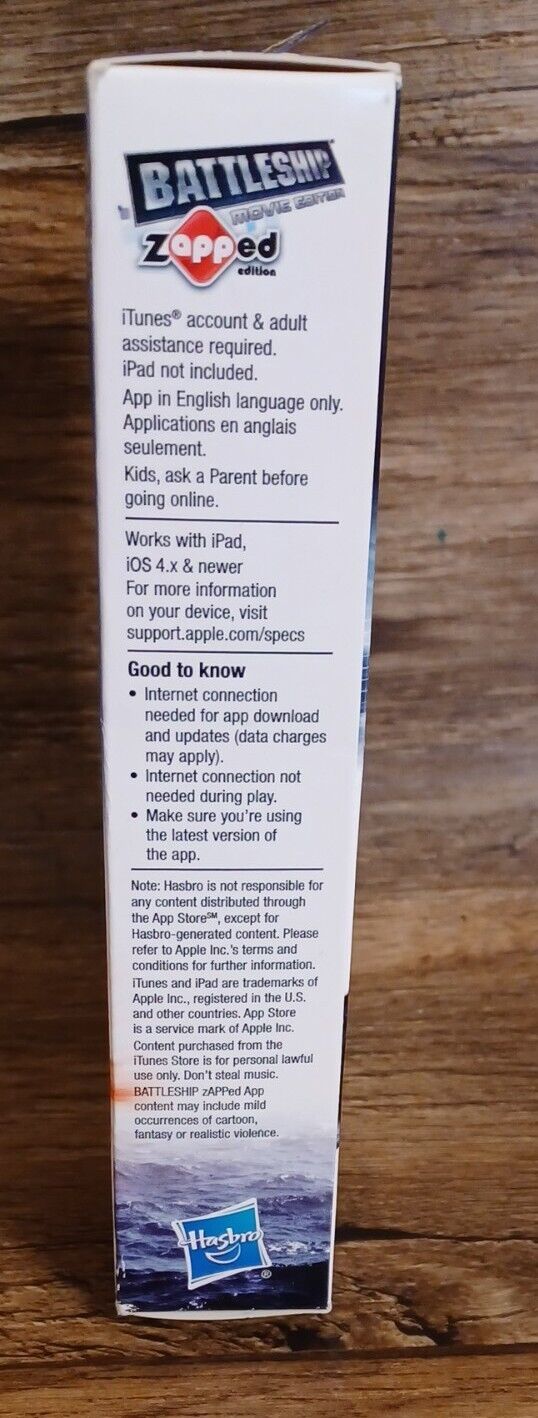 BATTLESHIP
MOVIE EDITION
zapped
edition
iTunes® account & adult
assistance required.
iPad not included.
App in English language only.
Applications en anglais
seulement.
Kids, ask a Parent before
going online.
Works with iPad,
iOS 4.x & newer
For more information
on your device, visit
support.apple.com/specs
Good to know
• Internet connection
needed for app download
and updates (data charges
may apply).
• Internet connection not
needed during play.
• Make sure you're using
the latest version of
the app.
Note: Hasbro is not responsible for
any content distributed through
the App Store℠, except for
Hasbro-generated content. Please
refer to Apple Inc.'s terms and
conditions for further information.
iTunes and iPad are trademarks of
Apple Inc., registered in the U.S.
and other countries. App Store
is a service mark of Apple Inc.
Content purchased from the
iTunes Store is for personal lawful
use only. Don't steal music.
BATTLESHIP zAPPed App
content may include mild
occurrences of cartoon,
fantasy or realistic violence.
Hasbro
®